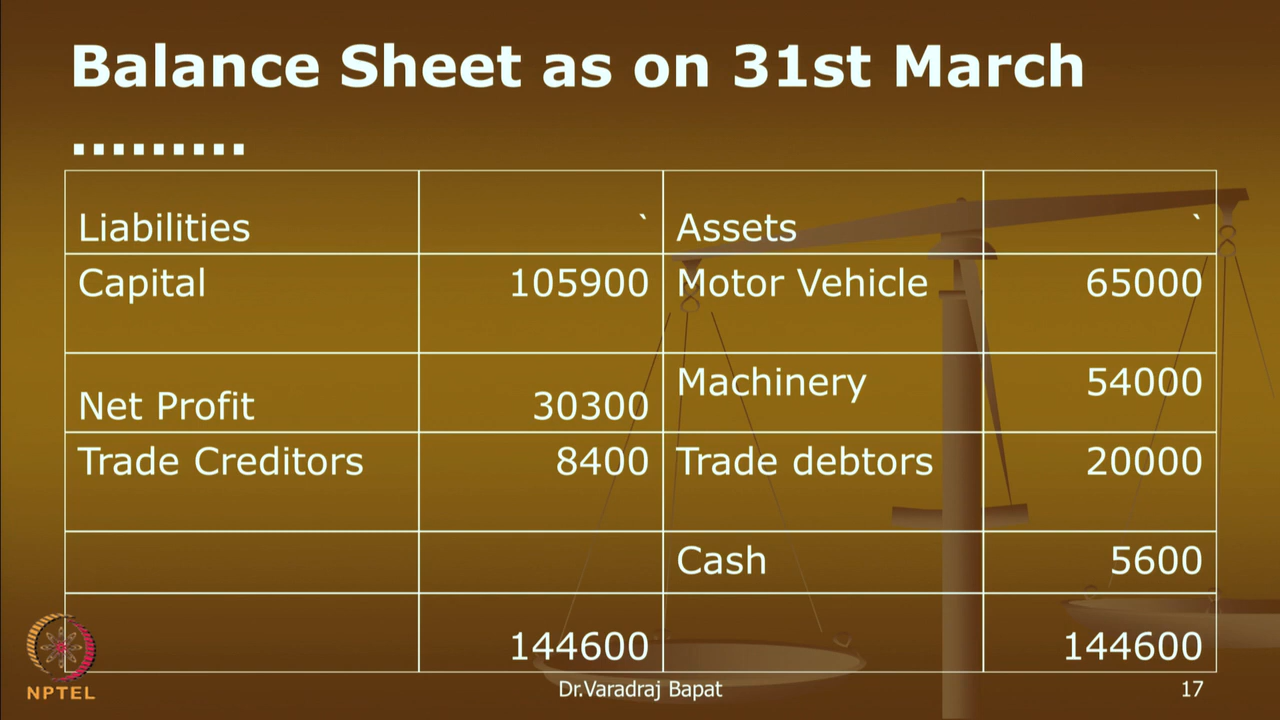 Balance Sheet as on 31st March
.........
Liabilities ` Assets `
Capital 105900 Motor Vehicle 65000
Net Profit 30300 Machinery 54000
Trade Creditors 8400 Trade debtors 20000
Cash 5600
144600 144600
NPTEL
Dr.Varadraj Bapat
17